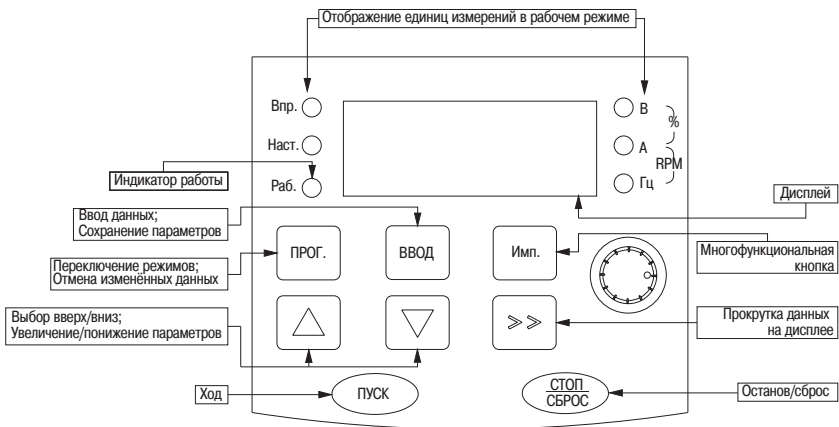 Отображение единиц измерений в рабочем режиме
Впр.
В
%
Наст.
А
RPM
Индикатор работы
Раб.
Гц
Дисплей
Ввод данных;
Сохранение параметров
ПРОГ.
ВВОД
Имп.
Многофункциональная
кнопка
Переключение режимов;
Отмена изменённых данных
Выбор вверх/вниз;
Увеличение/понижение параметров
>>
Прокрутка данных
на дисплее
Ход
ПУСК
СТОП
СБРОС
Останов/сброс